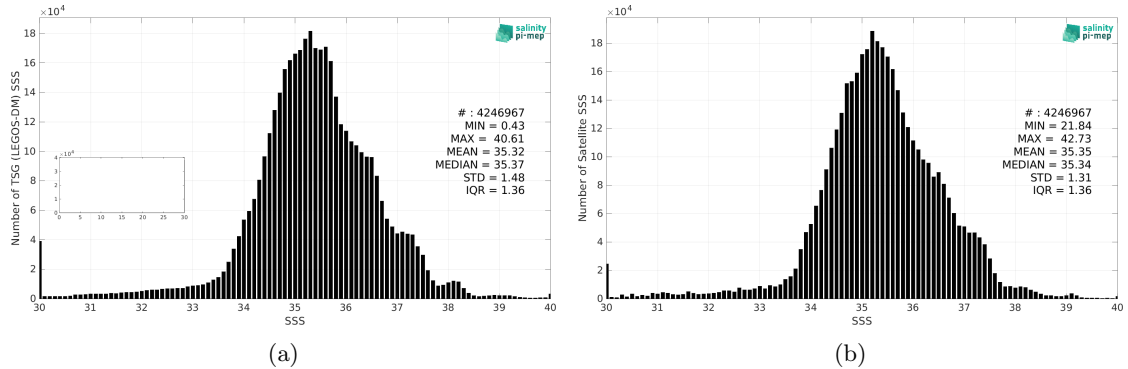 ×10⁴
18
16
14
12
10
8
6
4
2
0
Number of TSG (LEGOS-DM) SSS
salinity
pi-mep
# : 4246967
MIN = 0.43
MAX = 40.61
MEAN = 35.32
MEDIAN = 35.37
STD = 1.48
IQR = 1.36
×10⁴
4
3
2
1
0
0 5 10 15 20 25 30
30 31 32 33 34 35 36 37 38 39 40
SSS
(a)
×10⁴
18
16
14
12
10
8
6
4
2
0
Number of Satellite SSS
salinity
pi-mep
# : 4246967
MIN = 21.84
MAX = 42.73
MEAN = 35.35
MEDIAN = 35.34
STD = 1.31
IQR = 1.36
30 31 32 33 34 35 36 37 38 39 40
SSS
(b)